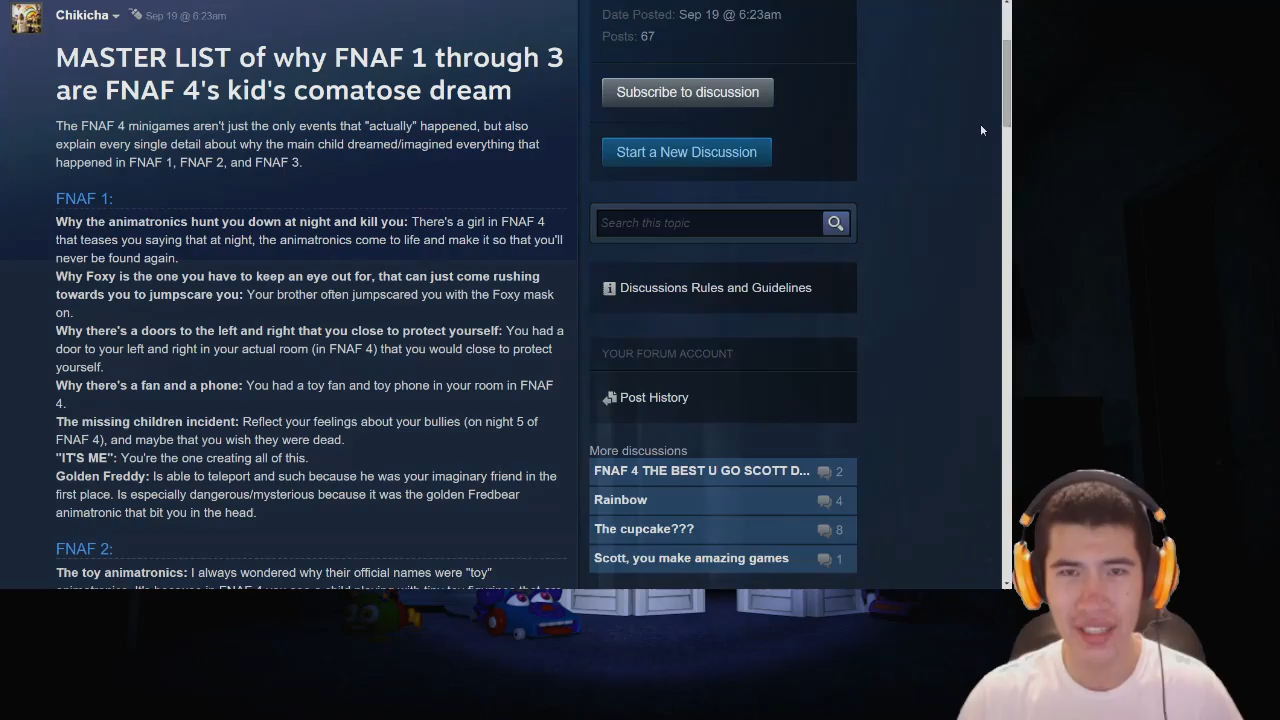 Chikicha
Sep 19 @ 6:23am
MASTER LIST of why FNAF 1 through 3
are FNAF 4's kid's comatose dream
The FNAF 4 minigames aren't just the only events that "actually" happened, but also
explain every single detail about why the main child dreamed/imagined everything that
happened in FNAF 1, FNAF 2, and FNAF 3.
FNAF 1:
Why the animatronics hunt you down at night and kill you: There's a girl in FNAF 4
that teases you saying that at night, the animatronics come to life and make it so that you'll
never be found again.
Why Foxy is the one you have to keep an eye out for, that can just come rushing
towards you to jumpscare you: Your brother often jumpscared you with the Foxy mask
on.
Why there's a doors to the left and right that you close to protect yourself: You had a
door to your left and right in your actual room (in FNAF 4) that you would close to protect
yourself.
Why there's a fan and a phone: You had a toy fan and toy phone in your room in FNAF
4.
The missing children incident: Reflect your feelings about your bullies (on night 5 of
FNAF 4), and maybe that you wish they were dead.
"IT'S ME": You're the one creating all of this.
Golden Freddy: Is able to teleport and such because he was your imaginary friend in the
first place. Is especially dangerous/mysterious because it was the golden Fredbear
animatronic that bit you in the head.
FNAF 2:
The toy animatronics: I always wondered why their official names were "toy"
Date Posted: Sep 19 @ 6:23am
Posts: 67
Subscribe to discussion
Start a New Discussion
Search this topic
Discussions Rules and Guidelines
YOUR FORUM ACCOUNT
Post History
More discussions
FNAF 4 THE BEST U GO SCOTT D... 2
Rainbow 4
The cupcake??? 8
Scott, you make amazing games 1